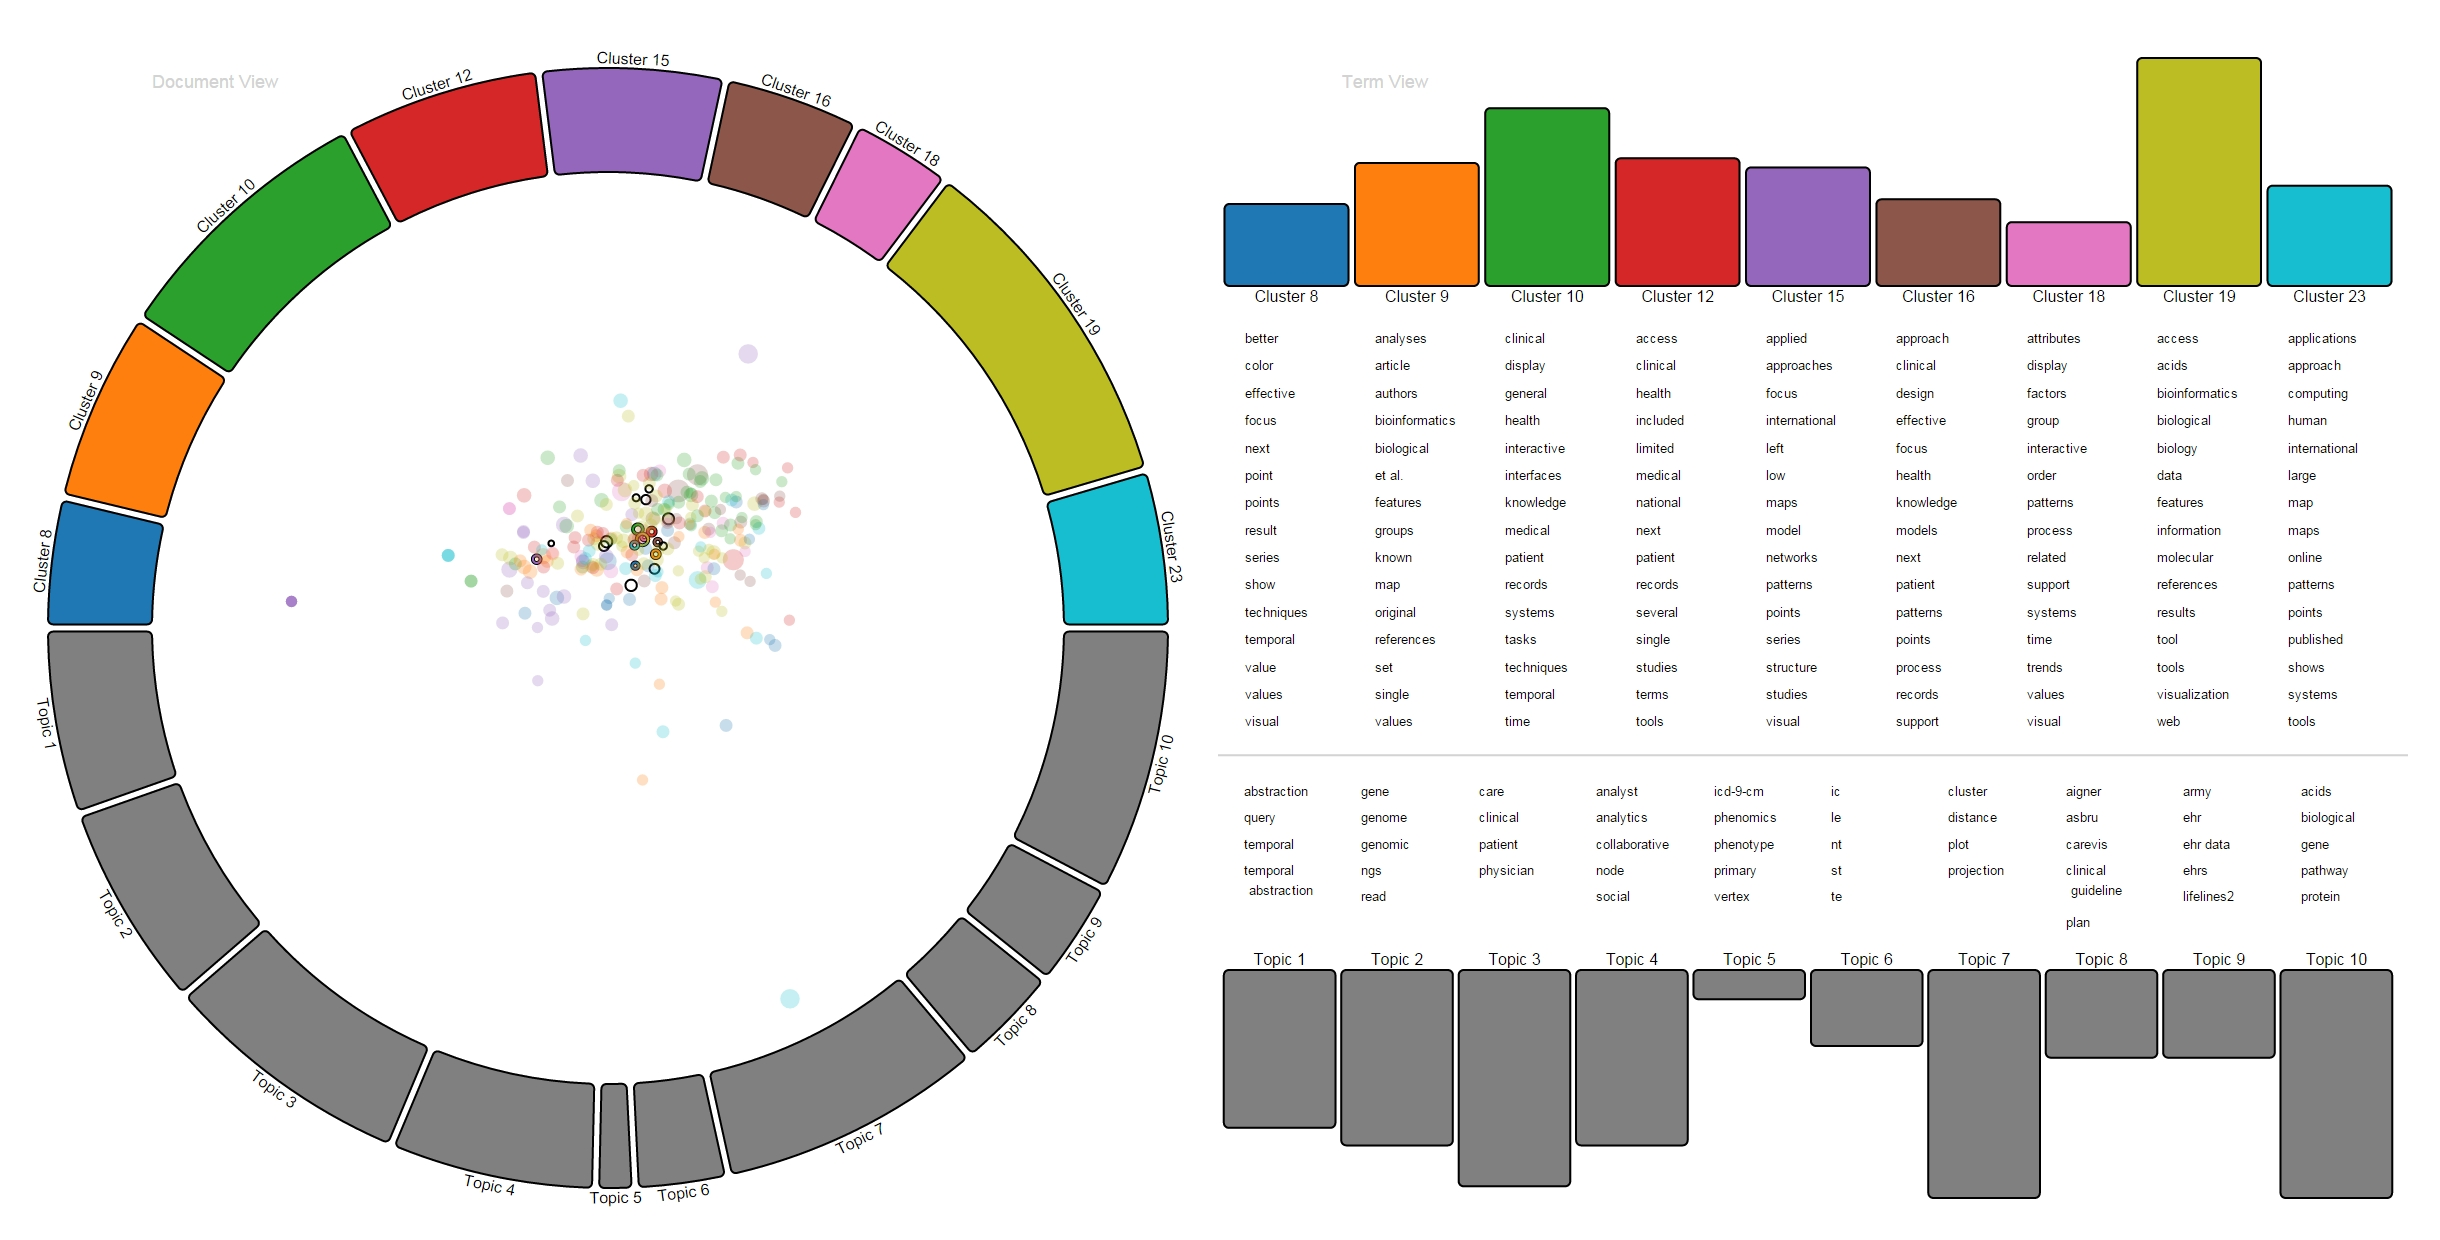 Document View
Cluster 8
Cluster 9
Cluster 10
Cluster 12
Cluster 15
Cluster 16
Cluster 18
Cluster 19
Cluster 23
Topic 1
Topic 2
Topic 3
Topic 4
Topic 5
Topic 6
Topic 7
Topic 8
Topic 9
Topic 10
Term View
Cluster 8 Cluster 9 Cluster 10 Cluster 12 Cluster 15 Cluster 16 Cluster 18 Cluster 19 Cluster 23
better analyses clinical access applied approach attributes access applications
color article display clinical approaches clinical display acids approach
effective authors general health focus design factors bioinformatics computing
focus bioinformatics health included international effective group biological human
next biological interactive limited left focus interactive biology international
point et al. interfaces medical low health order data large
points features knowledge national maps knowledge patterns features map
result groups medical next model models process information maps
series known patient patient networks next related molecular online
show map records records patterns patient support references patterns
techniques original systems several points patterns systems results points
temporal references tasks single series points time tool published
value set techniques studies structure process trends tools shows
values single temporal terms studies records values visualization systems
visual values time tools visual support visual web tools
abstraction gene care analyst icd-9-cm ic cluster aigner army acids
query genome clinical analytics phenomics le distance asbru ehr biological
temporal genomic patient collaborative phenotype nt plot carevis ehr data gene
temporal ngs physician node primary st projection clinical ehrs pathway
abstraction read social vertex te guideline lifelines2 protein
plan
Topic 1 Topic 2 Topic 3 Topic 4 Topic 5 Topic 6 Topic 7 Topic 8 Topic 9 Topic 10